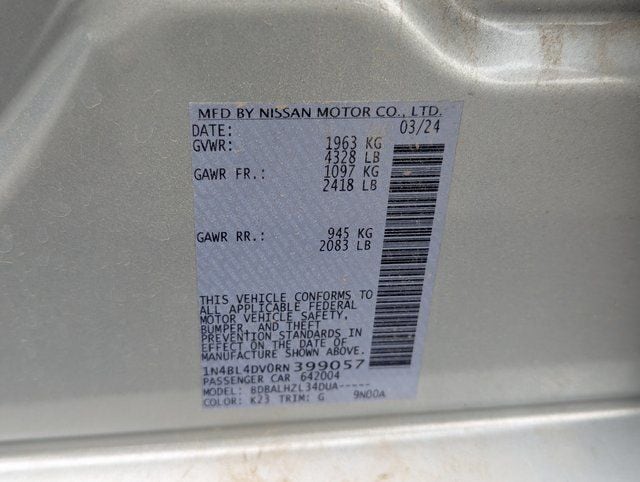 MFD BY NISSAN MOTOR CO., LTD.
DATE: 03/24
GVWR: 1963 KG
4328 LB
GAWR FR.: 1097 KG
2418 LB
GAWR RR.: 945 KG
2083 LB
THIS VEHICLE CONFORMS TO
ALL APPLICABLE FEDERAL
MOTOR VEHICLE SAFETY,
BUMPER, AND THEFT
PREVENTION STANDARDS IN
EFFECT ON THE DATE OF
MANUFACTURE SHOWN ABOVE.
1N4BL4DV0RN399057
PASSENGER CAR 642004
MODEL: BDBALHZL34DUA-----
COLOR: K23 TRIM: G 9N00A